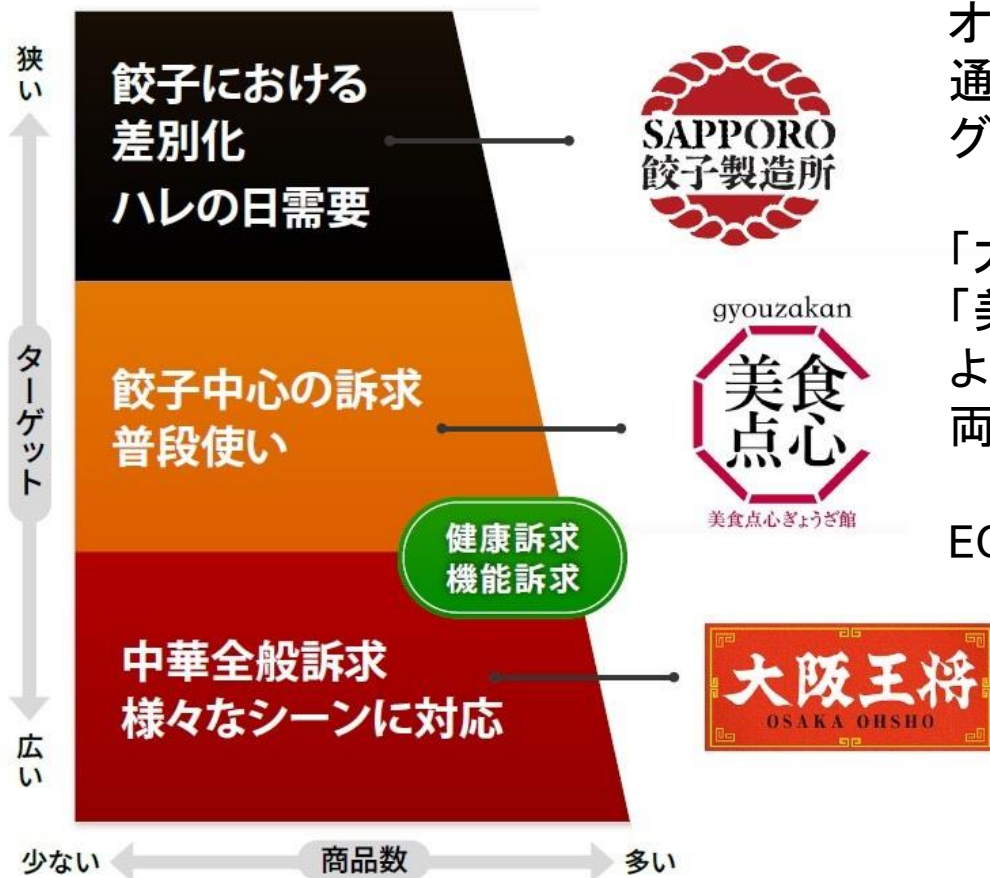 狭い
ターゲット
広い
餃子における
差別化
ハレの日需要
SAPPORO
餃子製造所
餃子中心の訴求
普段使い
gyouzakan
美食
点心
美食点心ぎょうざ館
健康訴求
機能訴求
中華全般訴求
様々なシーンに対応
大阪王将
OSAKA OHSHO
少ない
商品数
多い
オ
通
グ
「
「美
よ
両